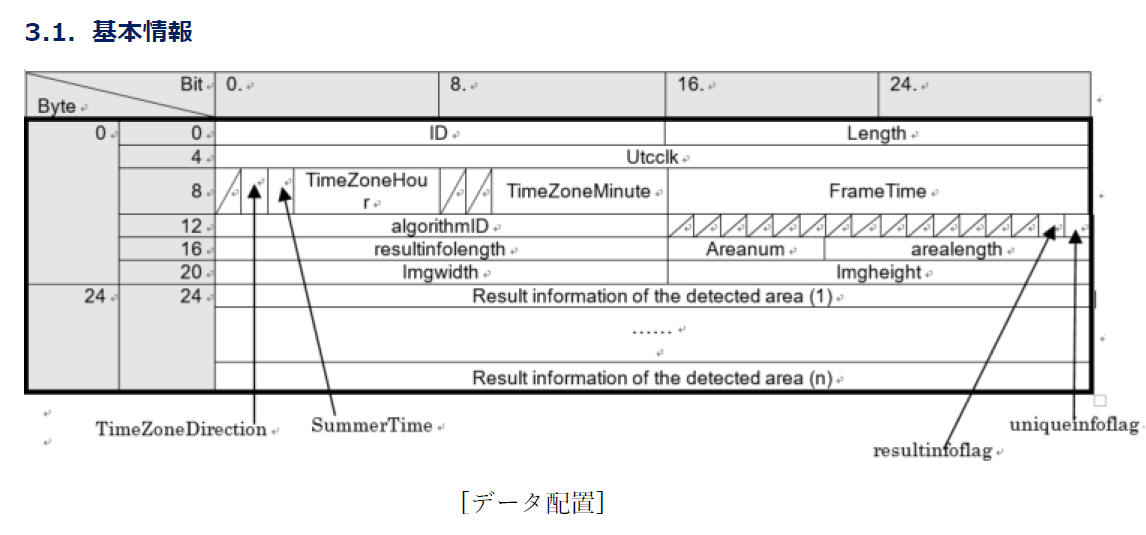 3.1. 基本情報
Bit 0. 8. 16. 24.
Byte
0 0 ID Length
4 Utcclk
8 TimeZoneHou
r TimeZoneMinute FrameTime
12 algorithmID
16 resultinfolength Areanum arealength
20 Imgwidth Imgheight
24 24 Result information of the detected area (1)
......
Result information of the detected area (n)
TimeZoneDirection SummerTime uniqueinfoflag
resultinfoflag
[データ配置]